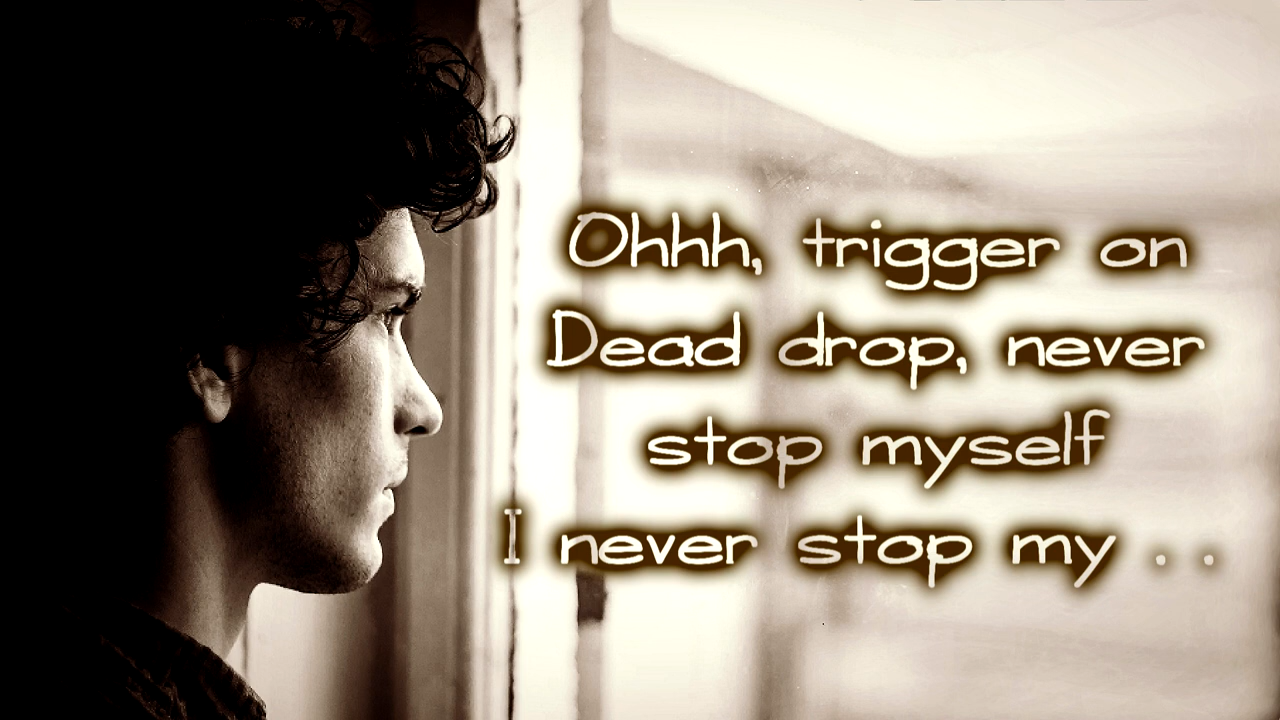 Ohhh, trigger on
Dead drop, never
stop myself
I never stop my . .